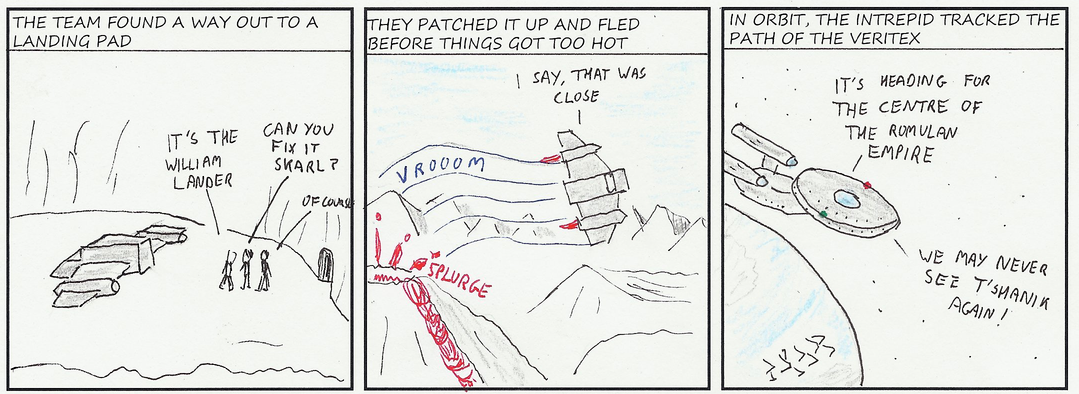 THE TEAM FOUND A WAY OUT TO A
LANDING PAD
IT'S THE
WILLIAM
LANDER
CAN YOU
FIX IT
SKARL?
OF COURSE
THEY PATCHED IT UP AND FLED
BEFORE THINGS GOT TOO HOT
I SAY, THAT WAS
CLOSE
VROOOM
SPLURGE
IN ORBIT, THE INTREPID TRACKED THE
PATH OF THE VERITEX
IT'S HEADING FOR
THE CENTRE OF
THE ROMULAN
EMPIRE
WE MAY NEVER
SEE T'SHANIK
AGAIN!